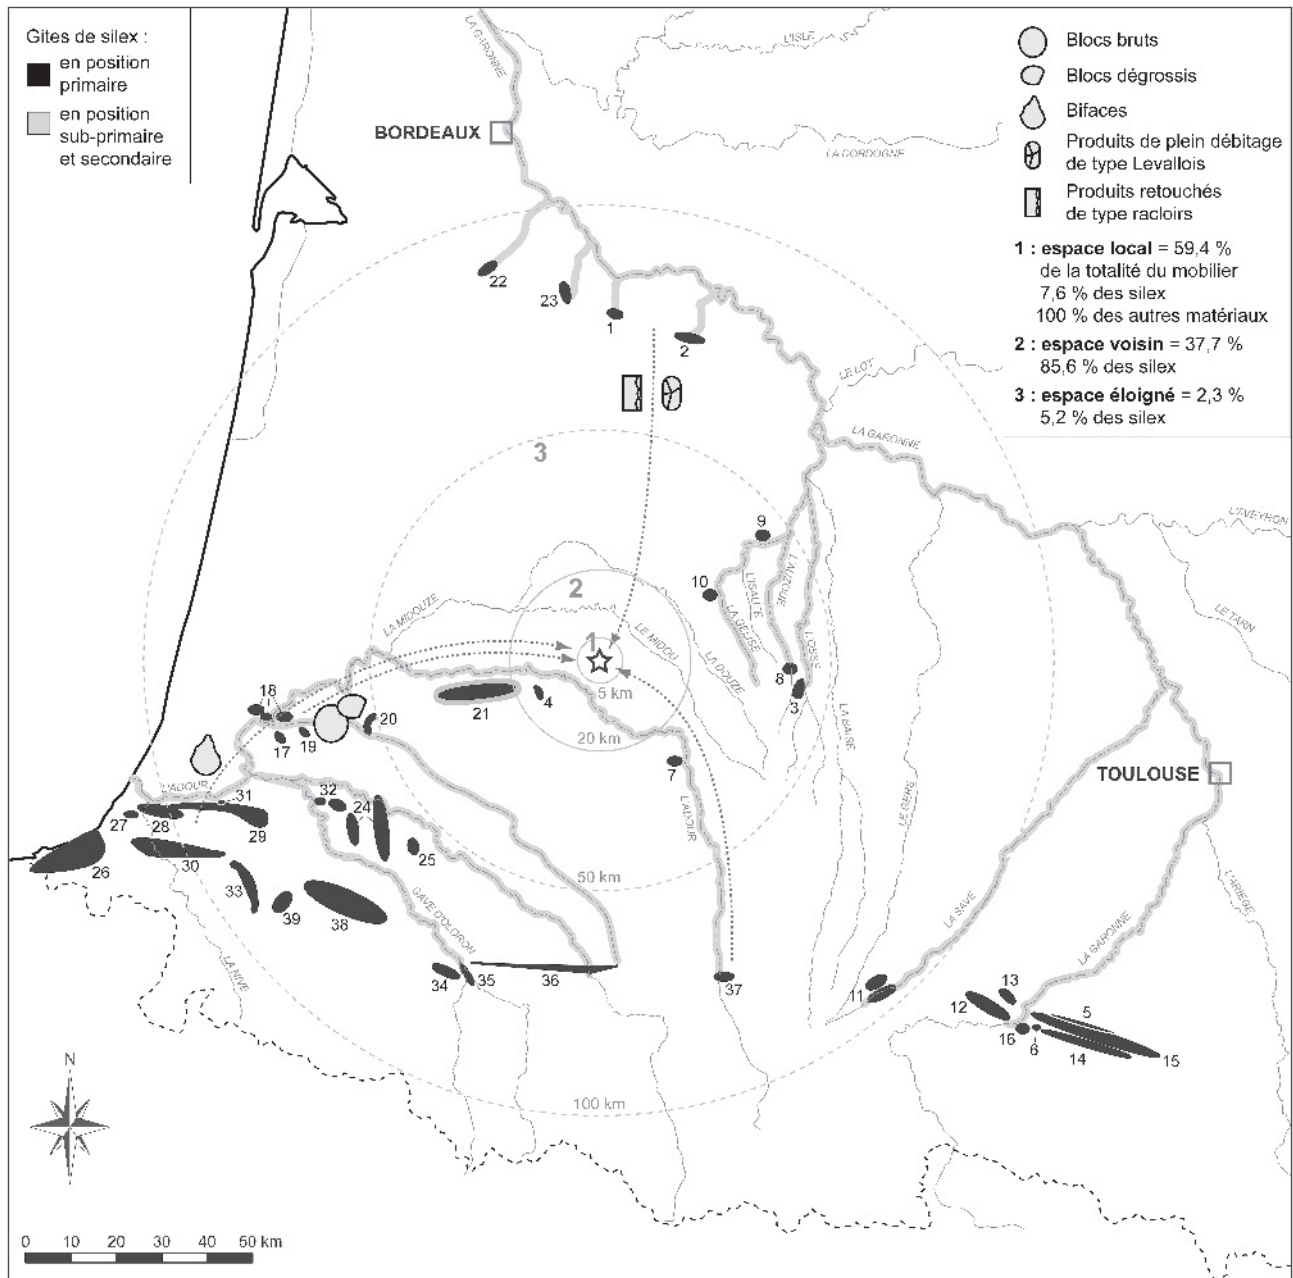 Gîtes de silex :
en position
primaire
en position
sub-primaire
et secondaire
Blocs bruts
Blocs dégrossis
Bifaces
Produits de plein débitage
de type Levallois
Produits retouchés
de type racloirs
1 : espace local = 59,4 %
de la totalité du mobilier
7,6 % des silex
100 % des autres matériaux
2 : espace voisin = 37,7 %
85,6 % des silex
3 : espace éloigné = 2,3 %
5,2 % des silex
LA GARONNE
L'ISLE
BORDEAUX
LA DORDOGNE
22
23
1
2
LE LOT
LA GARONNE
3
L'AVEYRON
9
2
10
L'ISAUTE
L'AUZOUE
LA GELISE
LA MIDOUZE
LE MIDOU
LE TARN
1
L'OSSE
LA DOUZE
8
3
5 km
18
21
4
20
17
19
20 km
LA BAISE
7
TOULOUSE
L'ADOUR
31
32
24
27
28
29
L'ADOUR
LE GERS
25
26
30
50 km
33
39
38
GAVE D'OLORON
LA SAVE
L'ARIEGE
LA GARONNE
LA NIVE
34
35
36
37
11
12
13
5
16
6
14
15
N
100 km
0 10 20 30 40 50 km